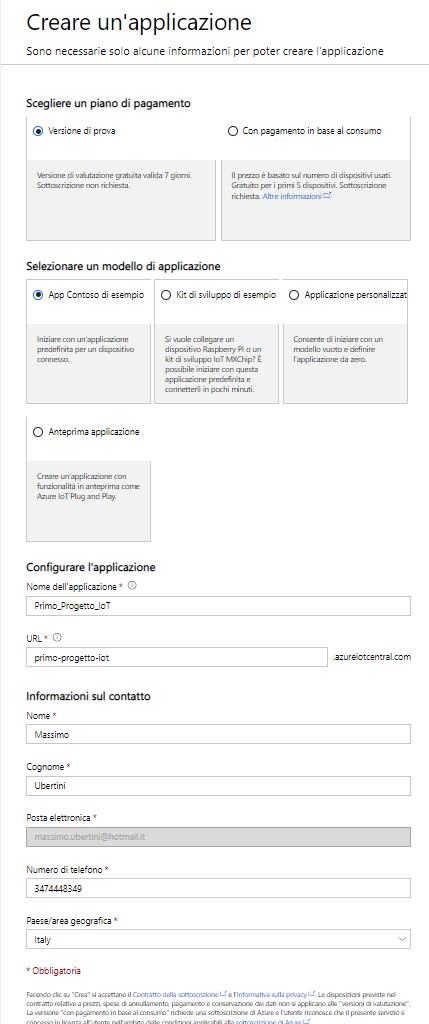 Creare un'applicazione
Sono necessarie solo alcune informazioni per poter creare l'applicazione
Scegliere un piano di pagamento
Versione di prova
Con pagamento in base al consumo
Versione di valutazione gratuita valida 7 giorni.
Sottoscrizione non richiesta.
Il prezzo è basato sul numero di dispositivi usati.
Gratuito per i primi 5 dispositivi. Sottoscrizione
richiesta. Altre informazioni
Selezionare un modello di applicazione
App Contoso di esempio
Kit di sviluppo di esempio
Applicazione personalizzat
Iniziare con un'applicazione
predefinita per un dispositivo
connesso.
Si vuole collegare un
dispositivo Raspberry PI o un
kit di sviluppo IoT MXChip? È
possibile iniziare con questa
applicazione predefinita e
connetterli in pochi minuti.
Consente di iniziare con un
modello vuoto e definire
l'applicazione da zero.
Anteprima applicazione
Creare un'applicazione con
funzionalità in anteprima come
Azure IoT Plug and Play.
Configurare l'applicazione
Nome dell'applicazione *
Primo_Progetto_IoT
URL *
primo-progetto-iot
.azureiotcentral.com
Informazioni sul contatto
Nome *
Massimo
Cognome *
Ubertini
Posta elettronica *
massimo.ubertini@hotmail.it
Numero di telefono *
3474448349
Paese/area geografica *
Italy
* Obbligatoria
Facendo clic su "Crea" si accettano il Contratto della sottoscrizione e l'Informativa sulla privacy. Le disposizioni previste nel
contratto relative a prezzi, spese di annullamento, pagamento e conservazione dei dati non si applicano alle "versioni di valutazione".
La versione "con pagamento in base al consumo" richiede una sottoscrizione di Azure e l'utente riconosce che il presente servizio è
concesso in licenza all'utente nell'ambito delle condizioni applicabili alla sottoscrizione di Azure